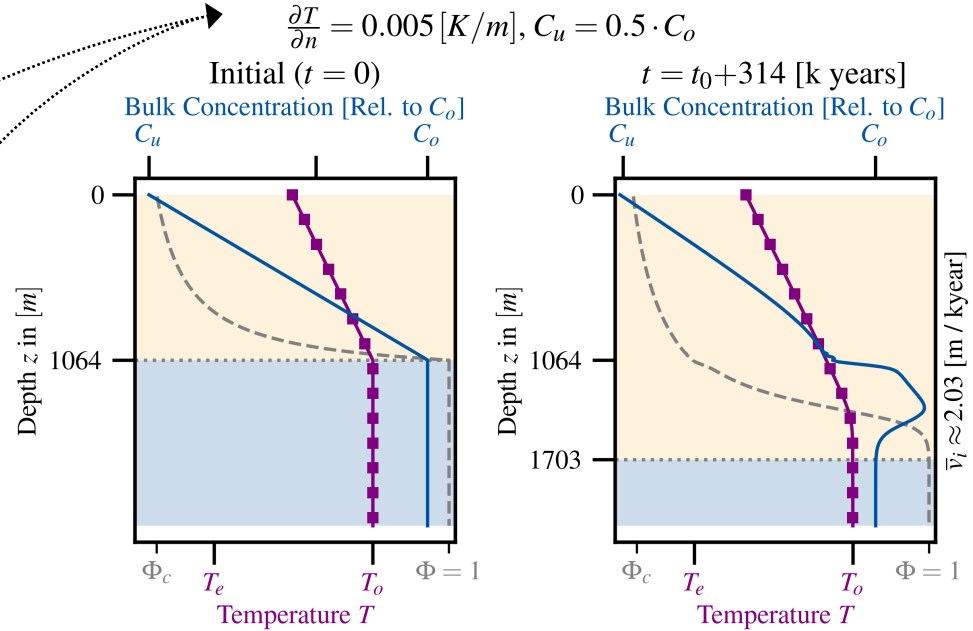 ∂T/∂n = 0.005 [K/m], C_u = 0.5 · C_o
Initial (t = 0)
Bulk Concentration [Rel. to C_o]
C_u C_o
0
1064
Depth z in [m]
Φ_c Φ = 1
T_e T_o
Temperature T
t = t_0+314 [k years]
Bulk Concentration [Rel. to C_o]
C_u C_o
0
1064
1703
Depth z in [m]
v̅_i ≈ 2.03 [m / kyear]
Φ_c Φ = 1
T_e T_o
Temperature T